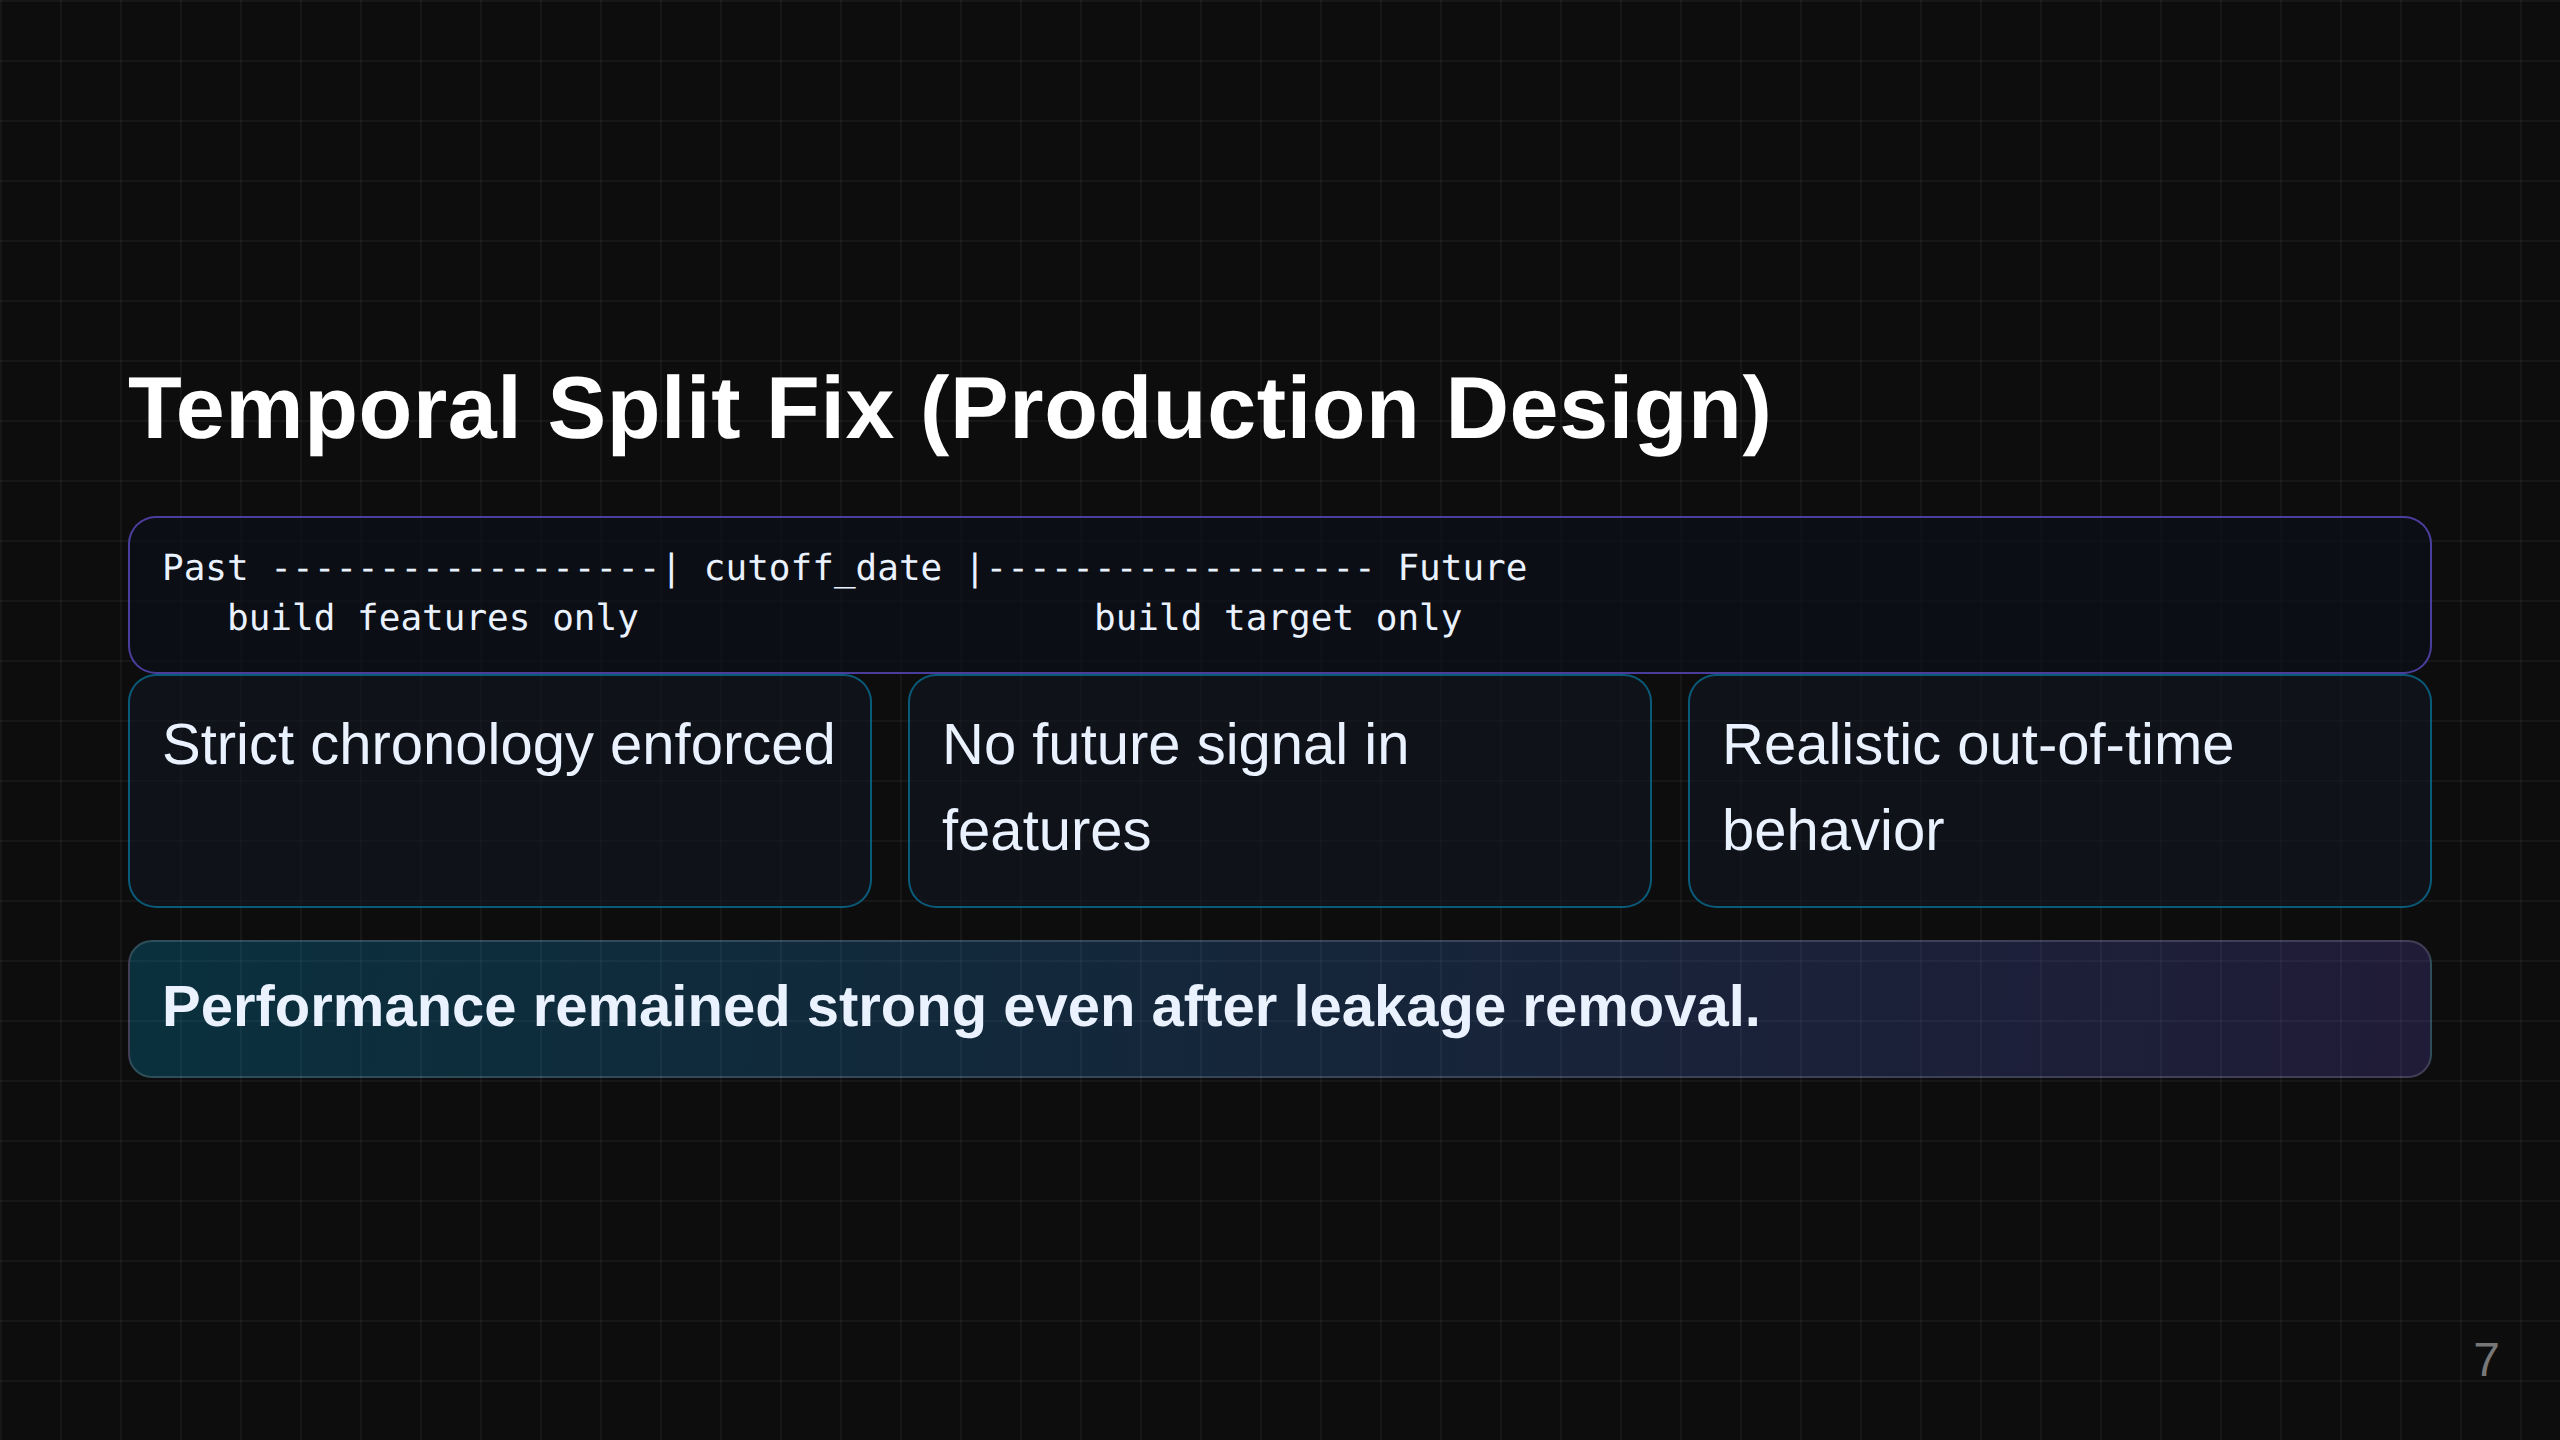 Temporal Split Fix (Production Design)
Past ------------------| cutoff_date |------------------ Future
build features only                     build target only
Strict chronology enforced
No future signal in
features
Realistic out-of-time
behavior
Performance remained strong even after leakage removal.
7